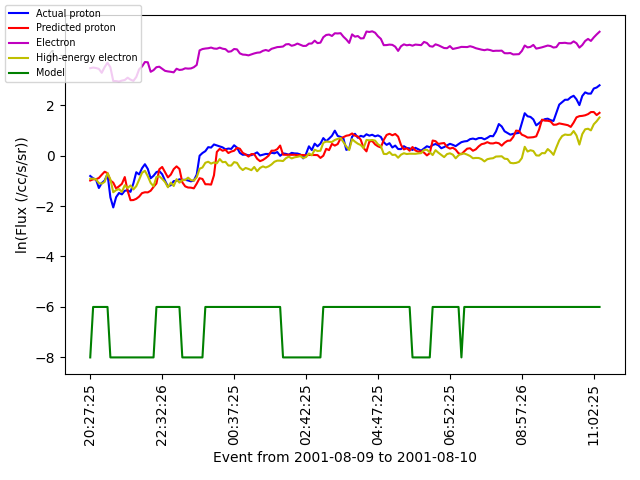 Actual proton
Predicted proton
Electron
High-energy electron
Model
ln(Flux (/cc/s/sr))
2
0
−2
−4
−6
−8
20:27:25
22:32:26
00:37:25
02:42:25
04:47:25
06:52:25
08:57:26
11:02:25
Event from 2001-08-09 to 2001-08-10